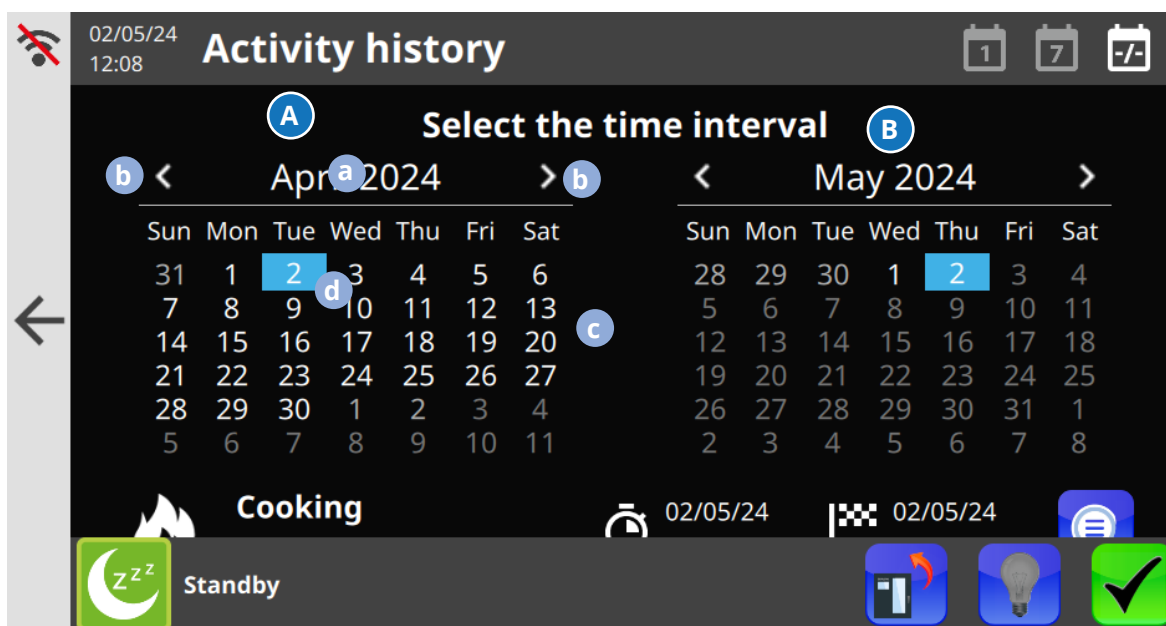 02/05/24
12:08
Activity history
1
7
-/-
A
Select the time interval
B
b
<
Apr 2024
a
>
b
<
May 2024
>
Sun Mon Tue Wed Thu Fri Sat
31 1 2 3 4 5 6
d
7 8 9 10 11 12 13
c
14 15 16 17 18 19 20
21 22 23 24 25 26 27
28 29 30 1 2 3 4
5 6 7 8 9 10 11
Sun Mon Tue Wed Thu Fri Sat
28 29 30 1 2 3 4
5 6 7 8 9 10 11
12 13 14 15 16 17 18
19 20 21 22 23 24 25
26 27 28 29 30 31 1
2 3 4 5 6 7 8
Cooking
02/05/24
02/05/24
zzz
Standby